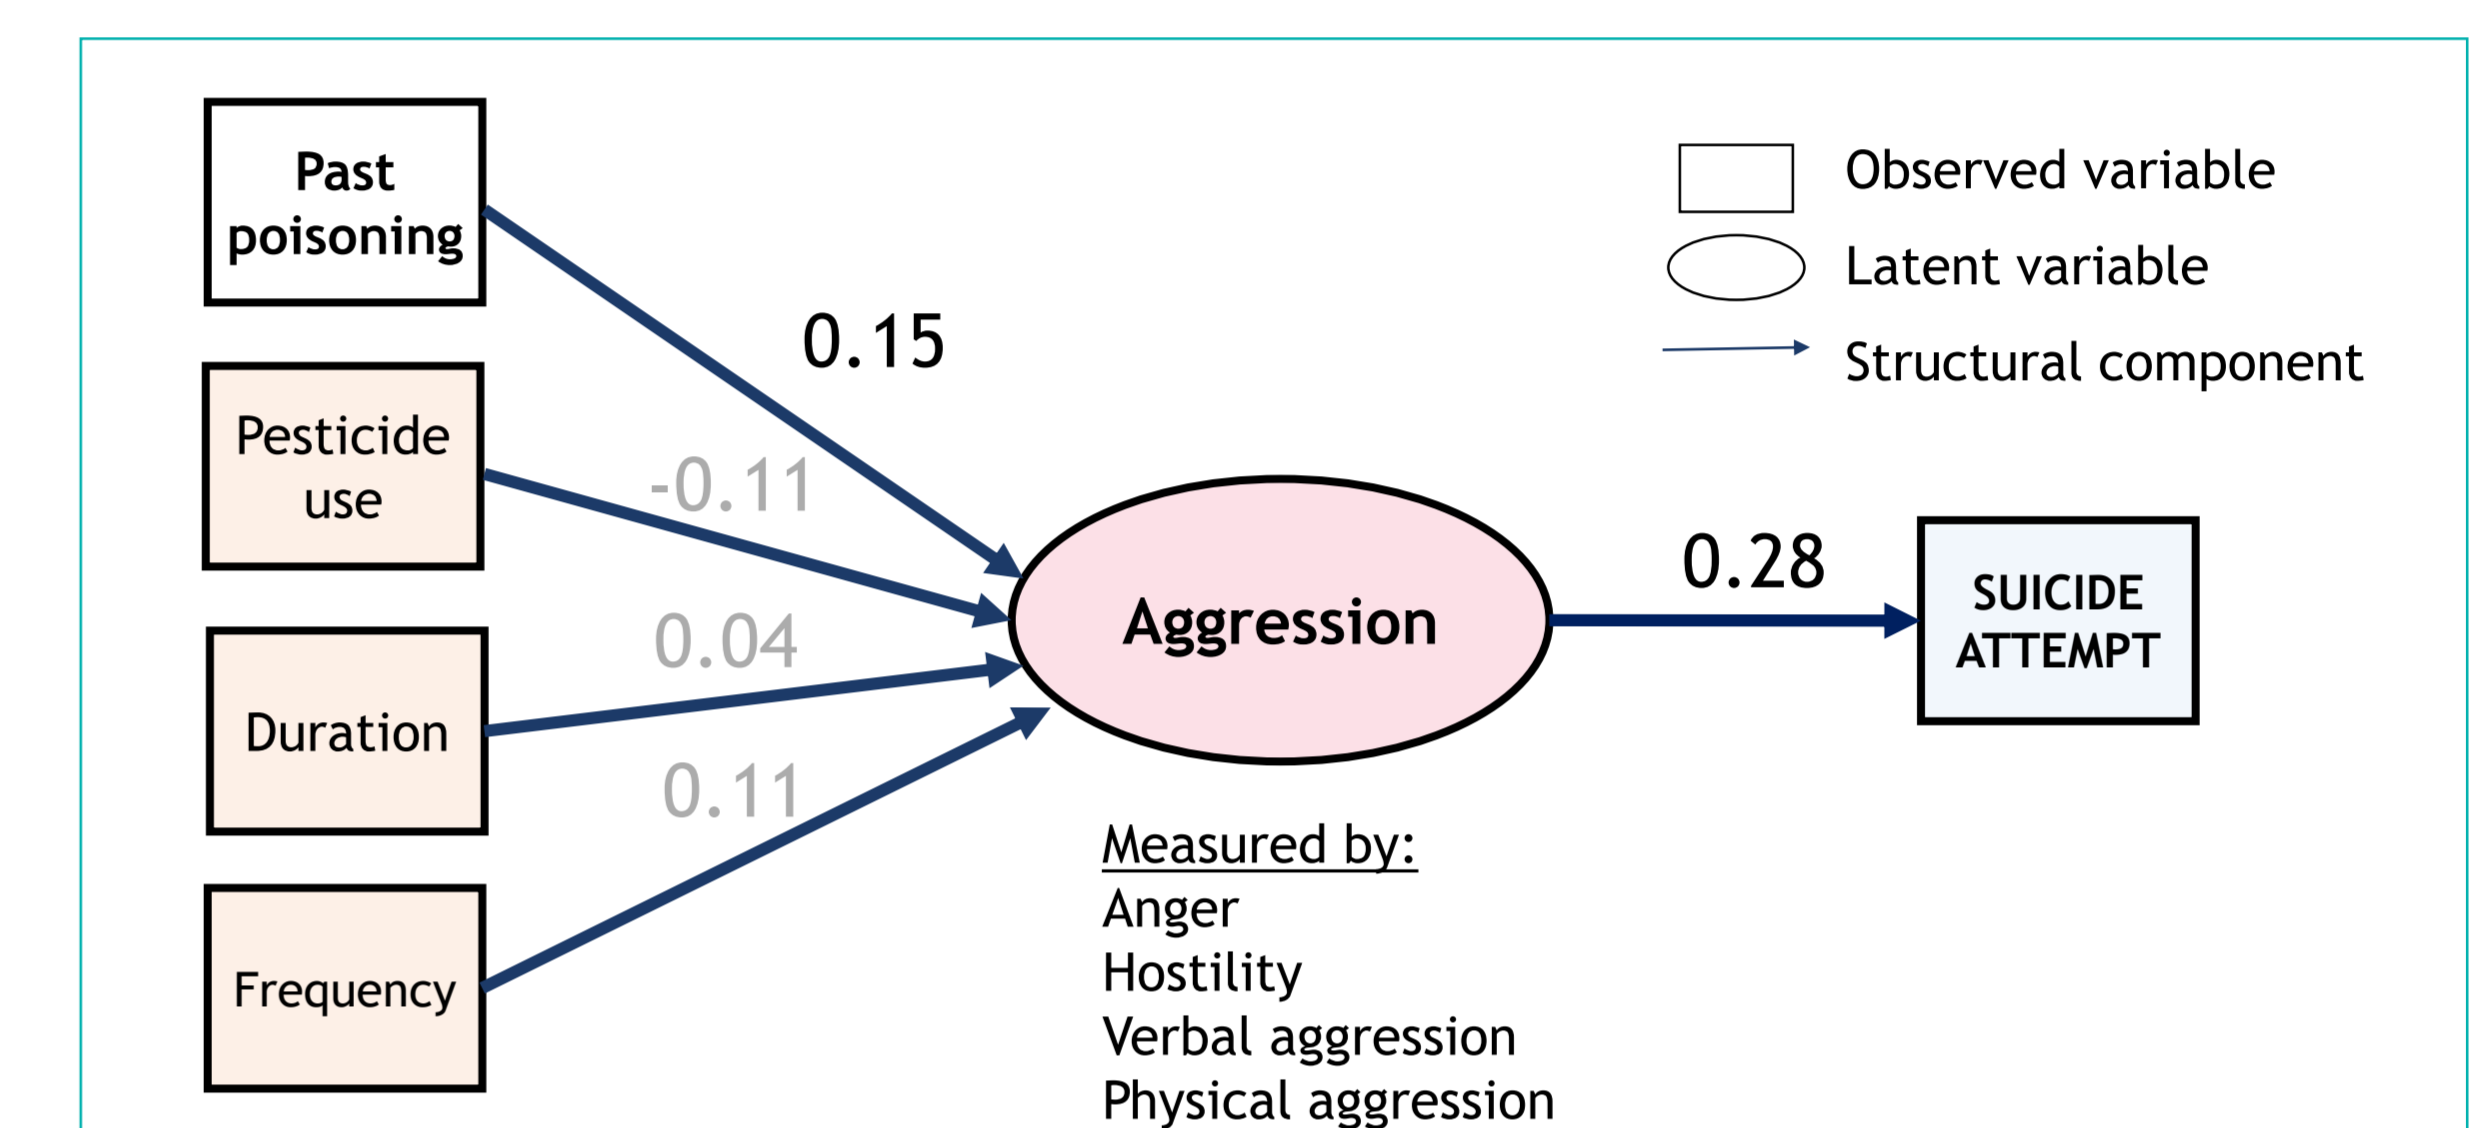 Past
poisoning
Pesticide
use
Duration
Frequency
0.15
-0.11
0.04
0.11
Aggression
Measured by:
Anger
Hostility
Verbal aggression
Physical aggression
0.28
SUICIDE
ATTEMPT
Observed variable
Latent variable
Structural component